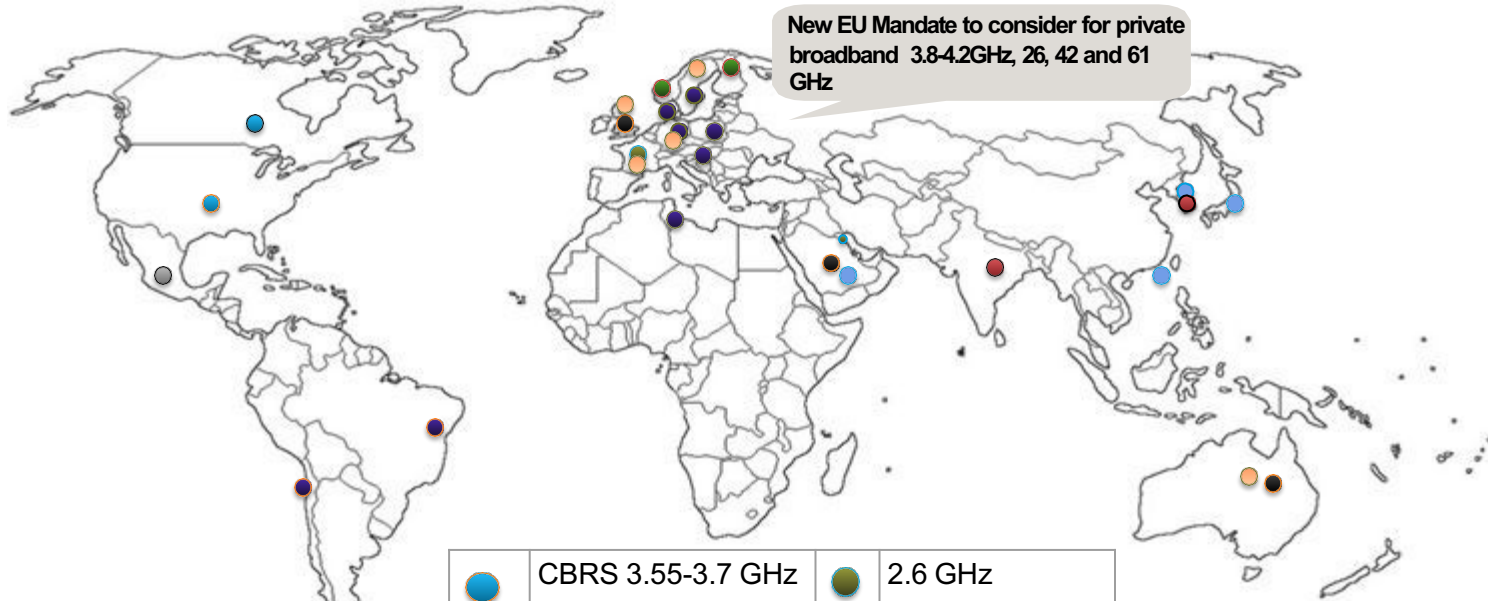 New EU Mandate to consider for private
broadband 3.8-4.2GHz, 26, 42 and 61
GHz
CBRS 3.55-3.7 GHz 2.6 GHz